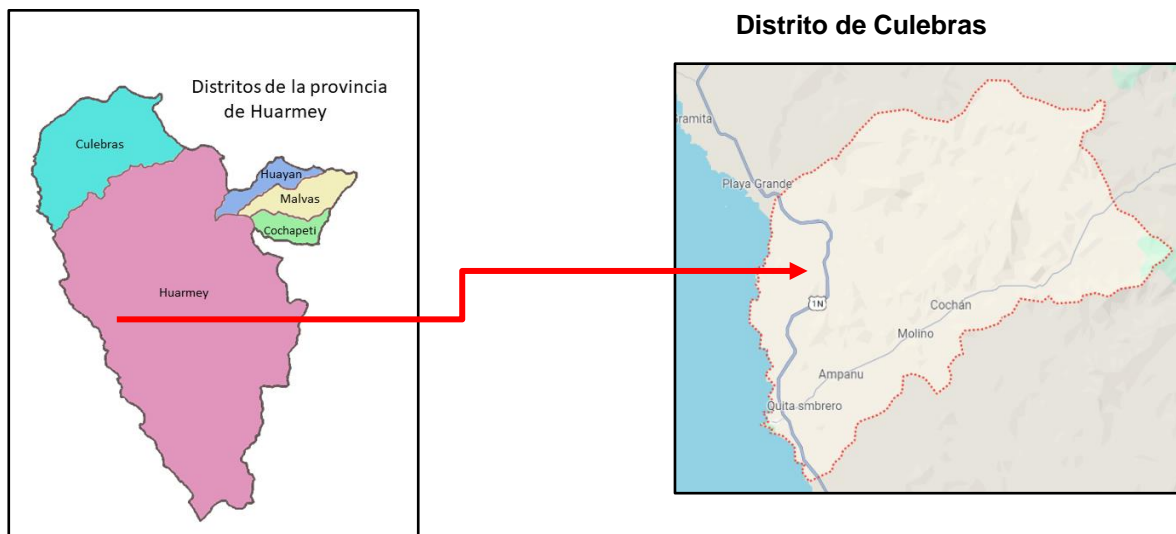 Distritos de la provincia
de Huarmey
Culebras
Huayan
Malvas
Cochapeti
Huarmey
Distrito de Culebras
Gramita
Playa Grande
1N
Cochán
Molino
Ampanu
Quita smbrero